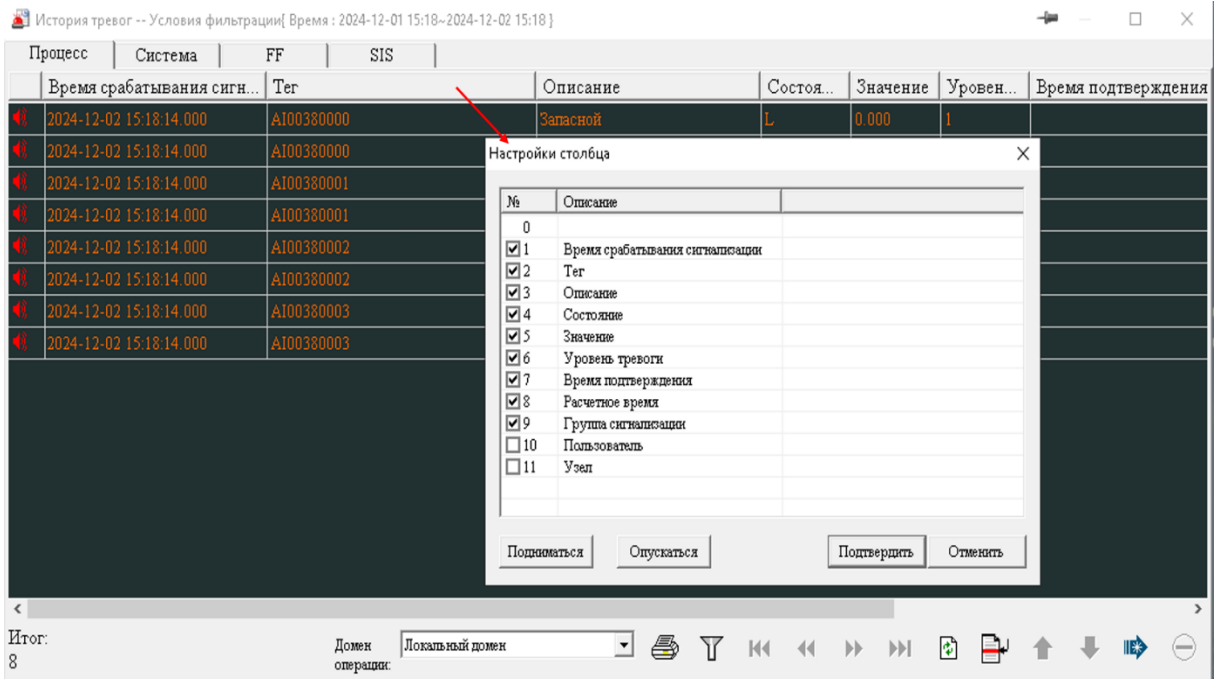 История тревог -- Условия фильтрации{ Время : 2024-12-01 15:18~2024-12-02 15:18 }
Процесс Система FF SIS
Время срабатывания сигн... Тег Описание Состоя... Значение Уровен... Время подтверждения
2024-12-02 15:18:14.000 AI00380000 Запасной L 0.000 1
2024-12-02 15:18:14.000 AI00380000
2024-12-02 15:18:14.000 AI00380001
2024-12-02 15:18:14.000 AI00380001
2024-12-02 15:18:14.000 AI00380002
2024-12-02 15:18:14.000 AI00380002
2024-12-02 15:18:14.000 AI00380003
2024-12-02 15:18:14.000 AI00380003
Настройки столбца
№ Описание
0
1 Время срабатывания сигнализации
2 Тег
3 Описание
4 Состояние
5 Значение
6 Уровень тревоги
7 Время подтверждения
8 Расчетное время
9 Группа сигнализации
10 Пользователь
11 Узел
Подниматься Опускаться Подтвердить Отменить
Итог:
8
Домен
операции:
Локальный домен